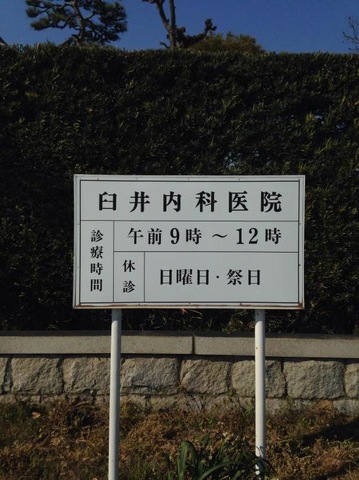 臼井内科医院
診療時間
午前9時～12時
休診
日曜日・祭日